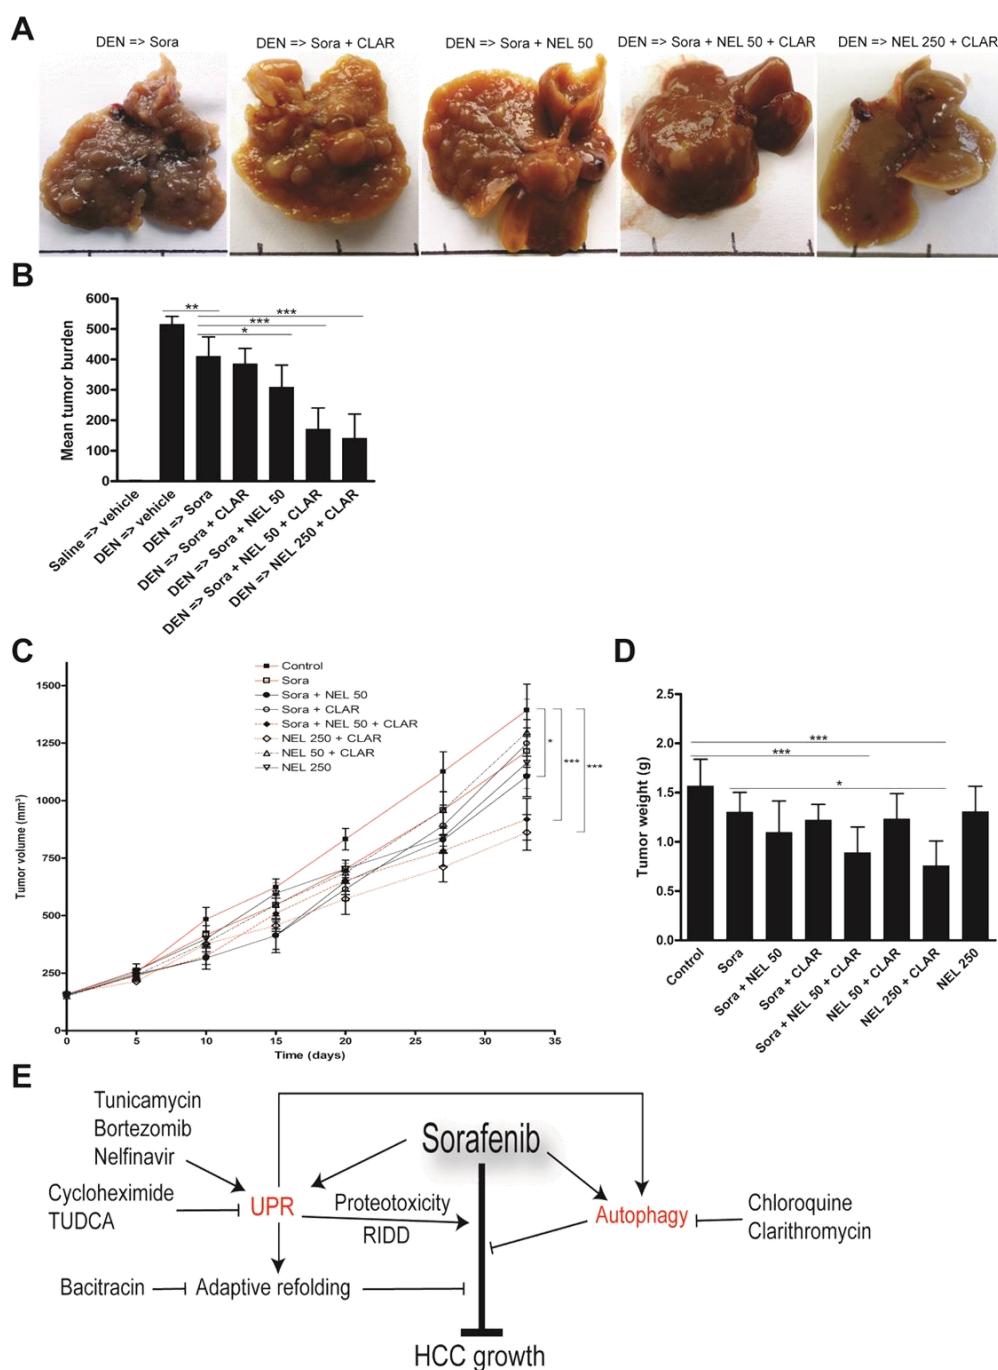 A
DEN => Sora
DEN => Sora + CLAR
DEN => Sora + NEL 50
DEN => Sora + NEL 50 + CLAR
DEN => NEL 250 + CLAR
B
Mean tumor burden
600
500
400
300
200
100
0
**
***
***
*
Saline => vehicle
DEN => vehicle
DEN => Sora
DEN => Sora + CLAR
DEN => Sora + NEL 50
DEN => Sora + NEL 50 + CLAR
DEN => NEL 250 + CLAR
C
Tumor volume (mm³)
1500
1250
1000
750
500
250
0
Control
Sora
Sora + NEL 50
Sora + CLAR
Sora + NEL 50 + CLAR
NEL 250 + CLAR
NEL 50 + CLAR
NEL 250
*
***
***
0 5 10 15 20 25 30 35
Time (days)
D
Tumor weight (g)
2.5
2.0
1.5
1.0
0.5
0.0
***
***
*
Control
Sora
Sora + NEL 50
Sora + CLAR
Sora + NEL 50 + CLAR
NEL 50 + CLAR
NEL 250 + CLAR
NEL 250
E
Tunicamycin
Bortezomib
Nelfinavir
Cycloheximide
TUDCA
UPR
Sorafenib
Proteotoxicity
RIDD
Autophagy
Chloroquine
Clarithromycin
Bacitracin
Adaptive refolding
HCC growth